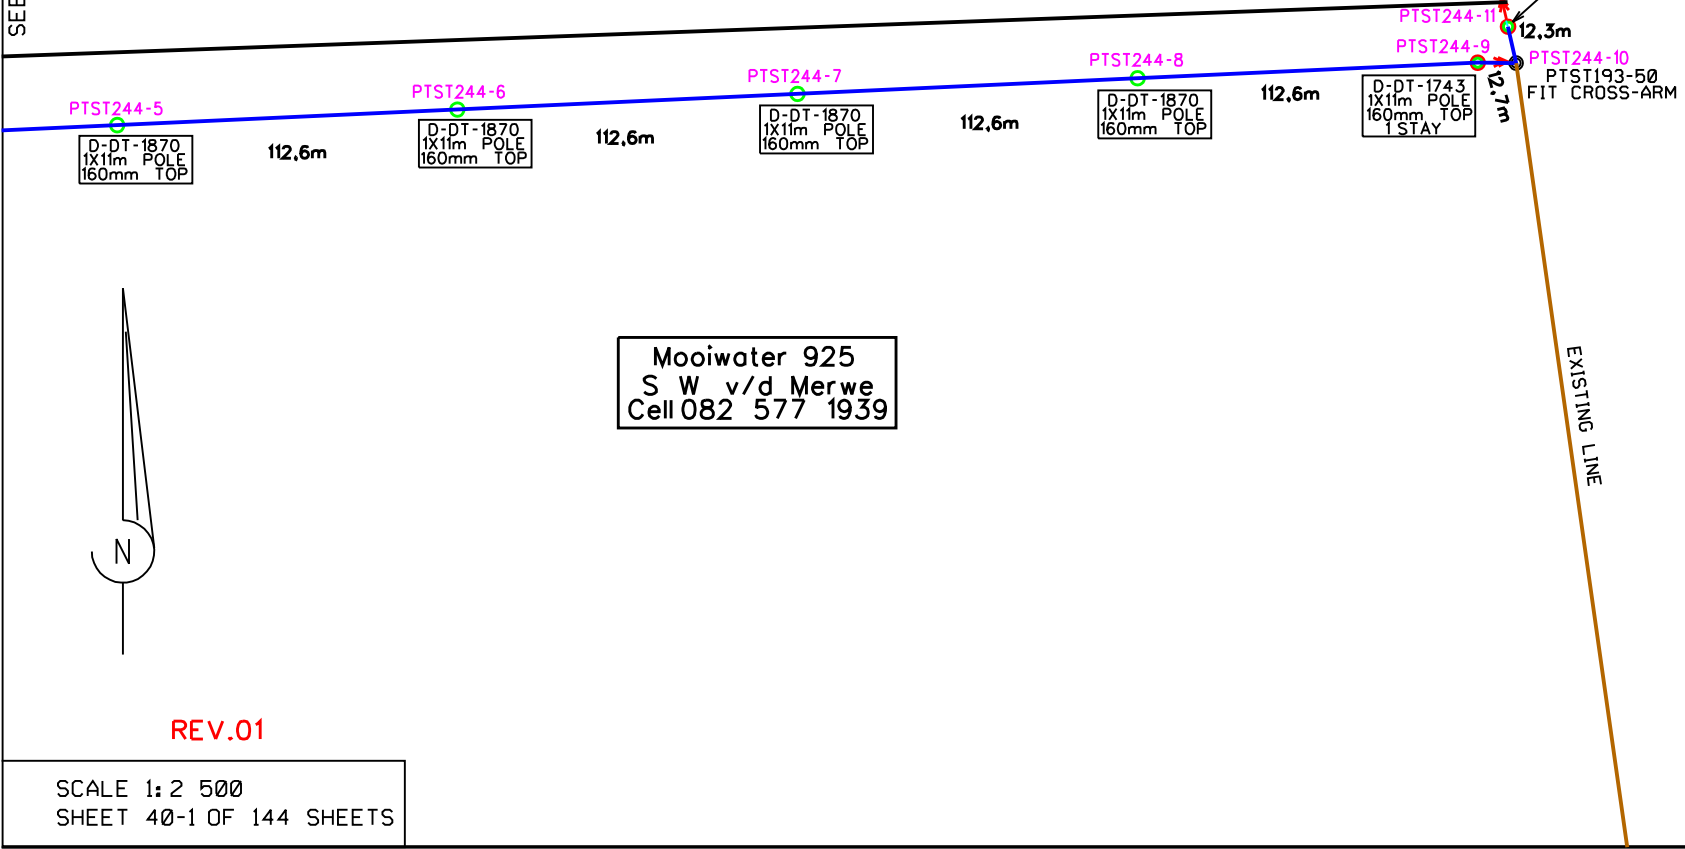 SEE
PTST244-11
12,3m
PTST244-9
PTST244-10
PTST193-50
FIT CROSS-ARM
12,7m
PTST244-8
PTST244-7
PTST244-6
PTST244-5
D-DT-1743
1X11m POLE
160mm TOP
1 STAY
112,6m
D-DT-1870
1X11m POLE
160mm TOP
112,6m
D-DT-1870
1X11m POLE
160mm TOP
112,6m
D-DT-1870
1X11m POLE
160mm TOP
112,6m
D-DT-1870
1X11m POLE
160mm TOP
Mooiwater 925
S W v/d Merwe
Cell 082 577 1939
EXISTING LINE
N
REV.01
SCALE 1:2 500
SHEET 40-1 OF 144 SHEETS